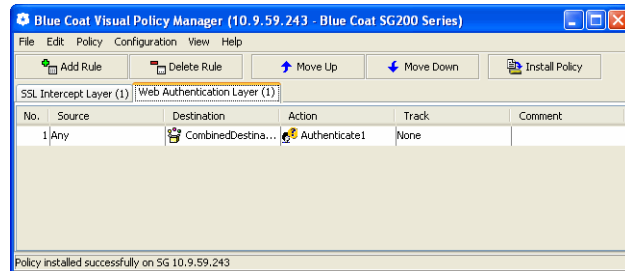 Blue Coat Visual Policy Manager (10.9.59.243 - Blue Coat SG200 Series)
File Edit Policy Configuration View Help
Add Rule Delete Rule Move Up Move Down Install Policy
SSL Intercept Layer (1) Web Authentication Layer (1)
No. Source Destination Action Track Comment
1 Any CombinedDestina... Authenticate1 None
Policy installed successfully on SG 10.9.59.243